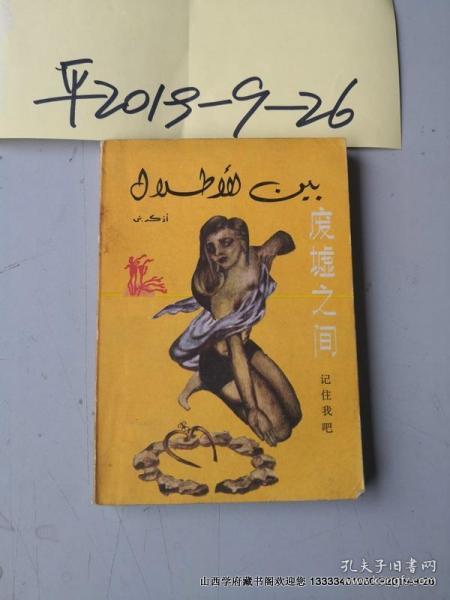 平2019-9-26
بين الأطلال
أذكريني
废墟之间
记住我吧
山西学府藏书阁欢迎您
孔夫子旧书网